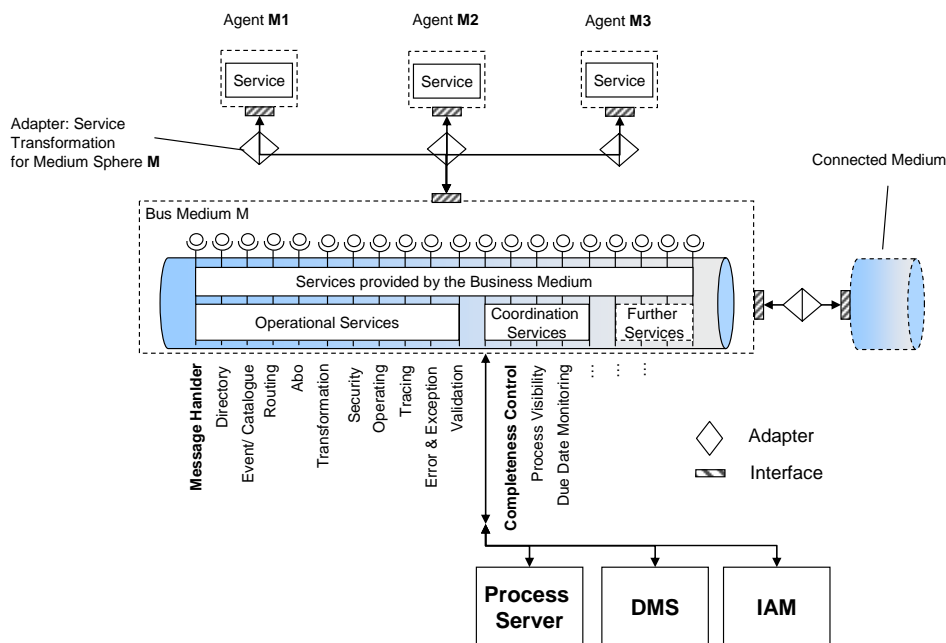 Agent M1
Agent M2
Agent M3
Service
Service
Service
Adapter: Service
Transformation
for Medium Sphere M
Connected Medium
Bus Medium M
Services provided by the Business Medium
Operational Services
Coordination
Services
Further
Services
Message Hanlder
Directory
Event/ Catalogue
Routing
Abo
Transformation
Security
Operating
Tracing
Error & Exception
Validation
Completeness Control
Process Visibility
Due Date Monitoring
...
...
...
Adapter
Interface
Process
Server
DMS
IAM